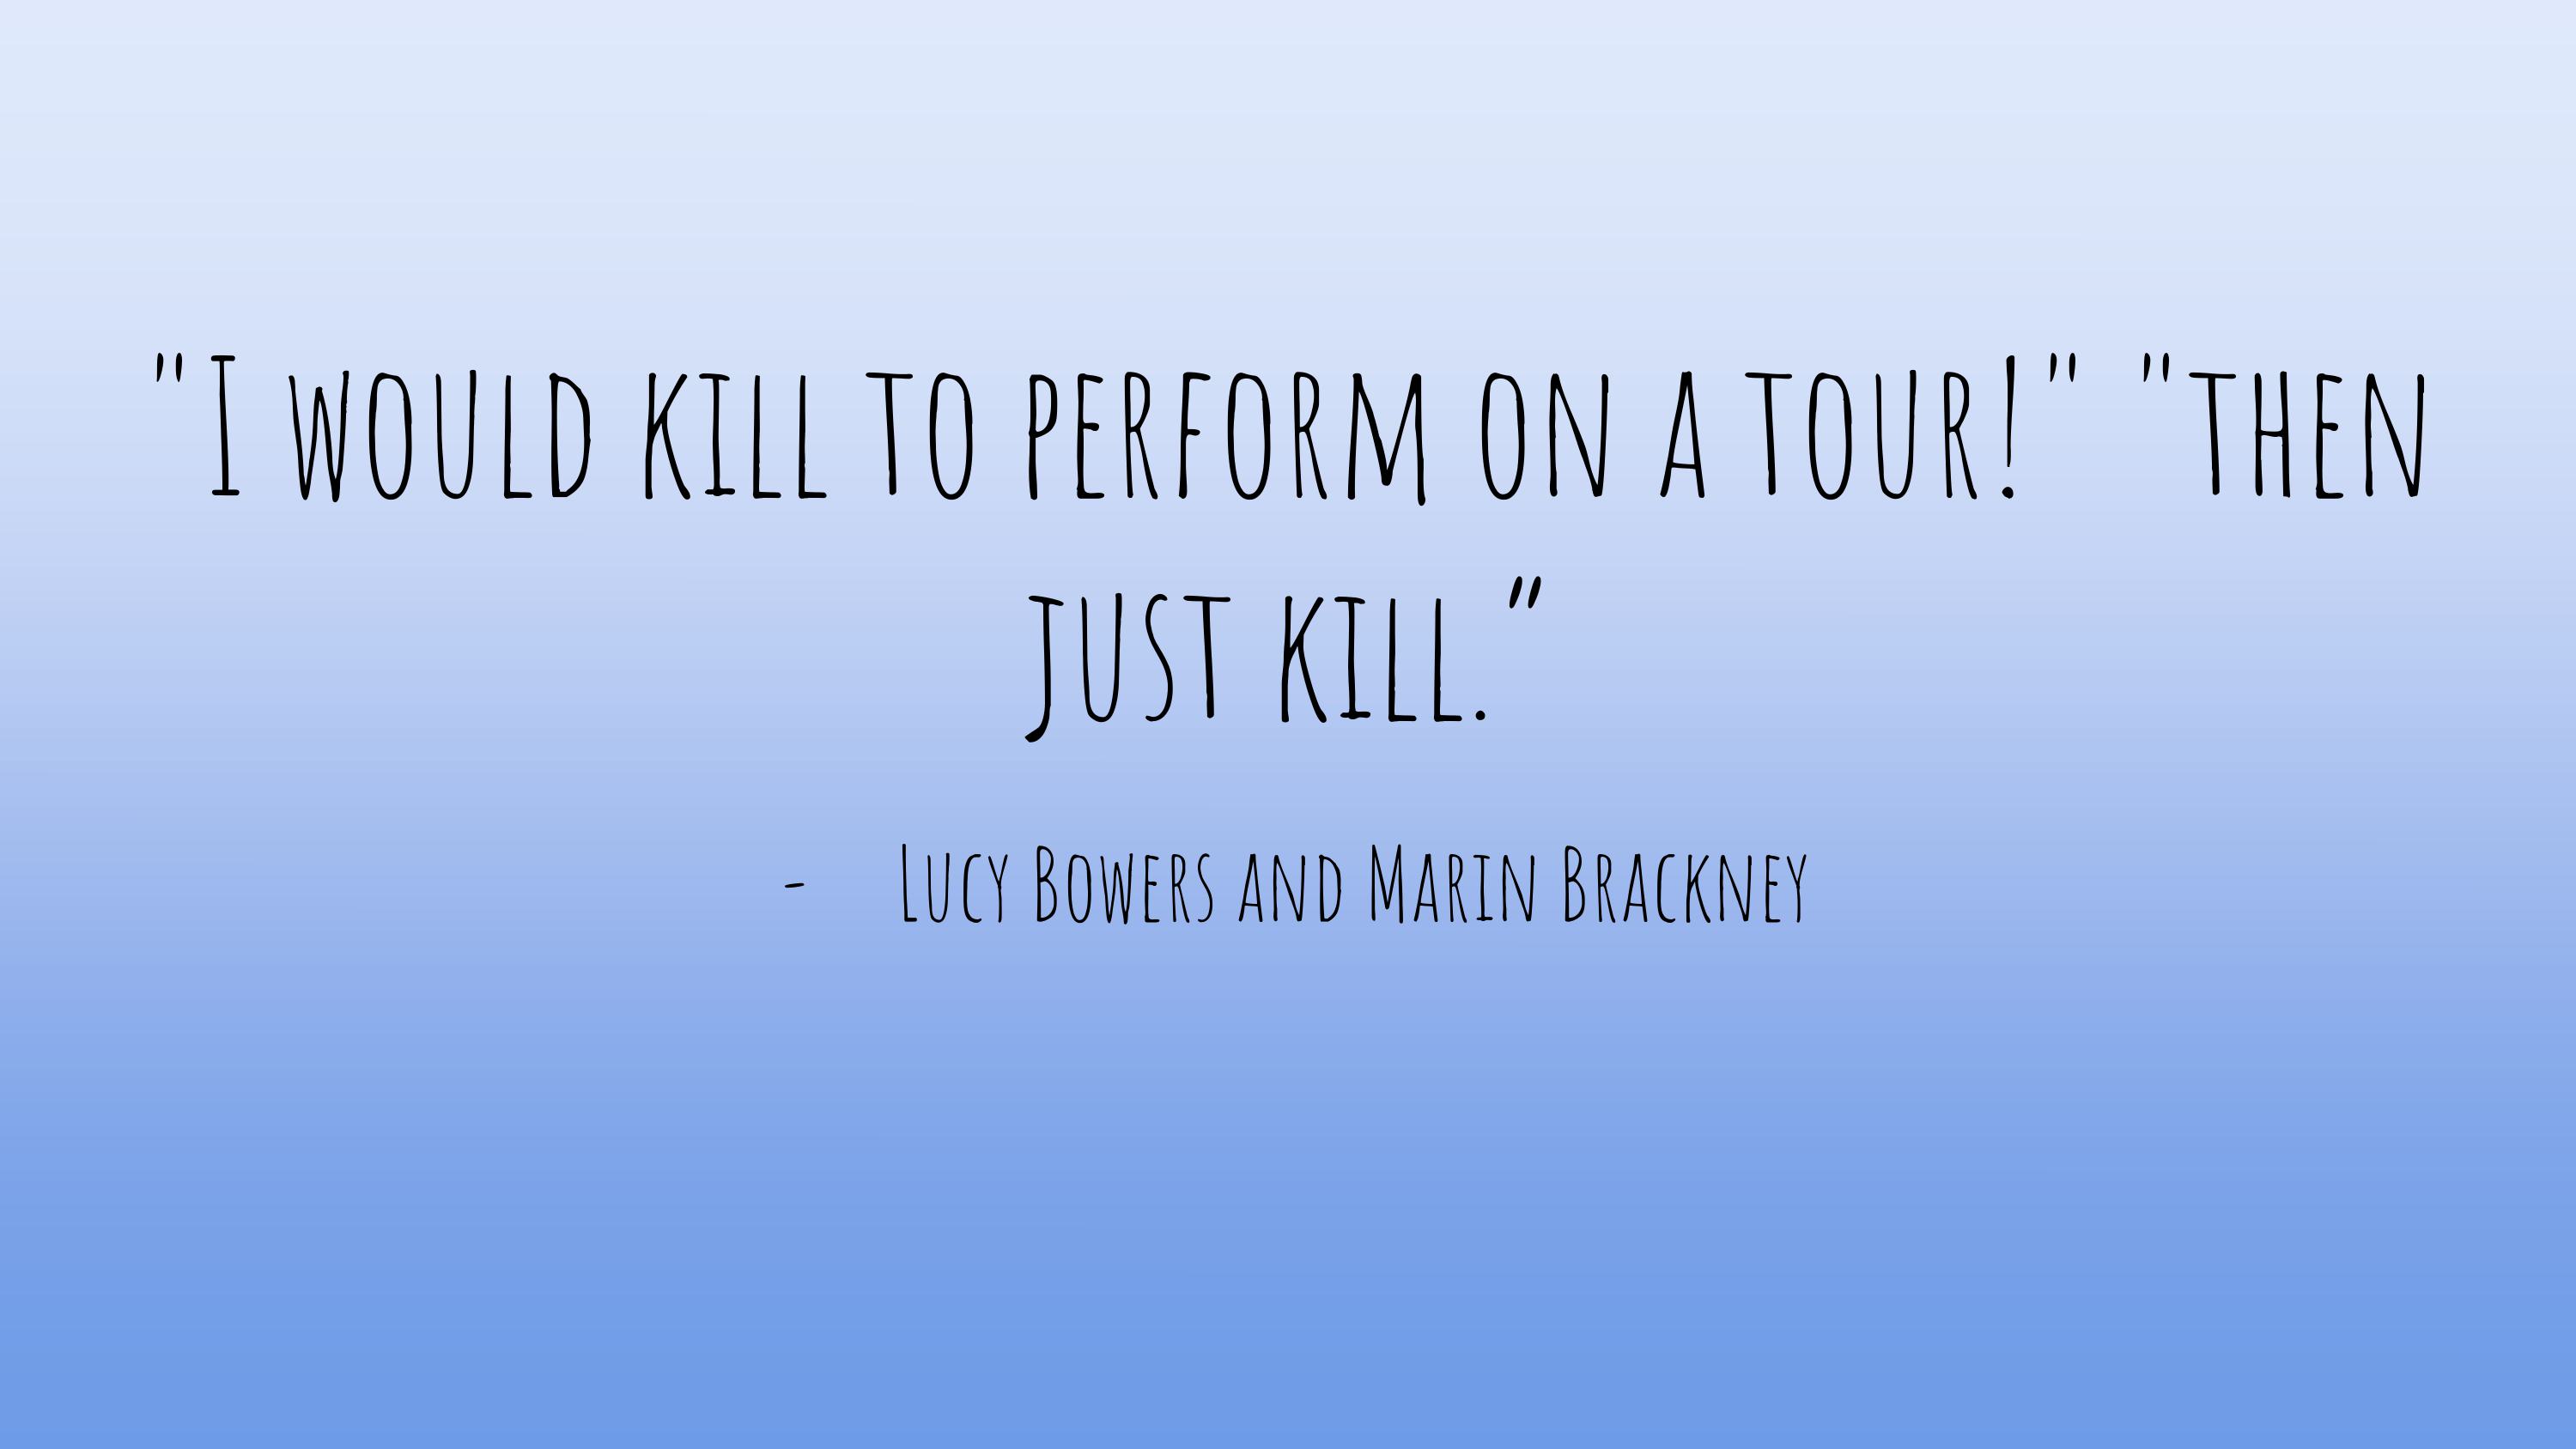 "I would kill to perform on a tour!" "then
just kill.”
- Lucy Bowers and Marin Brackney